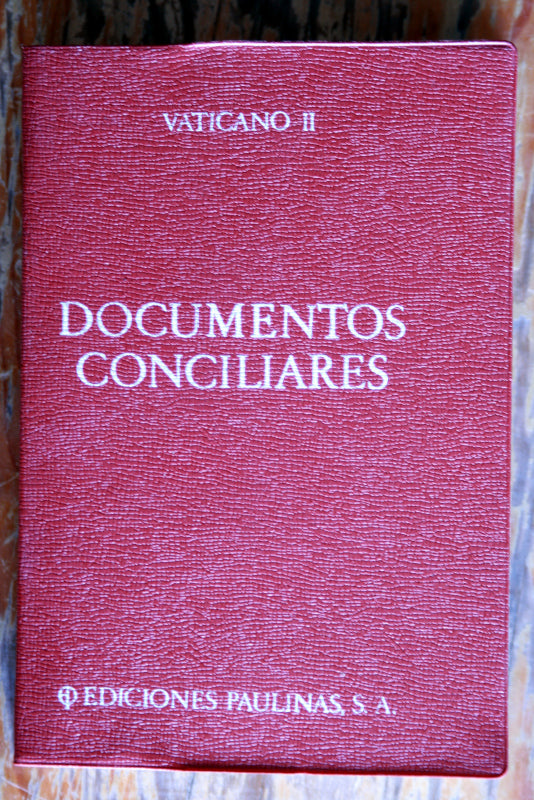 VATICANO II
DOCUMENTOS
CONCILIARES
EDICIONES PAULINAS, S. A.